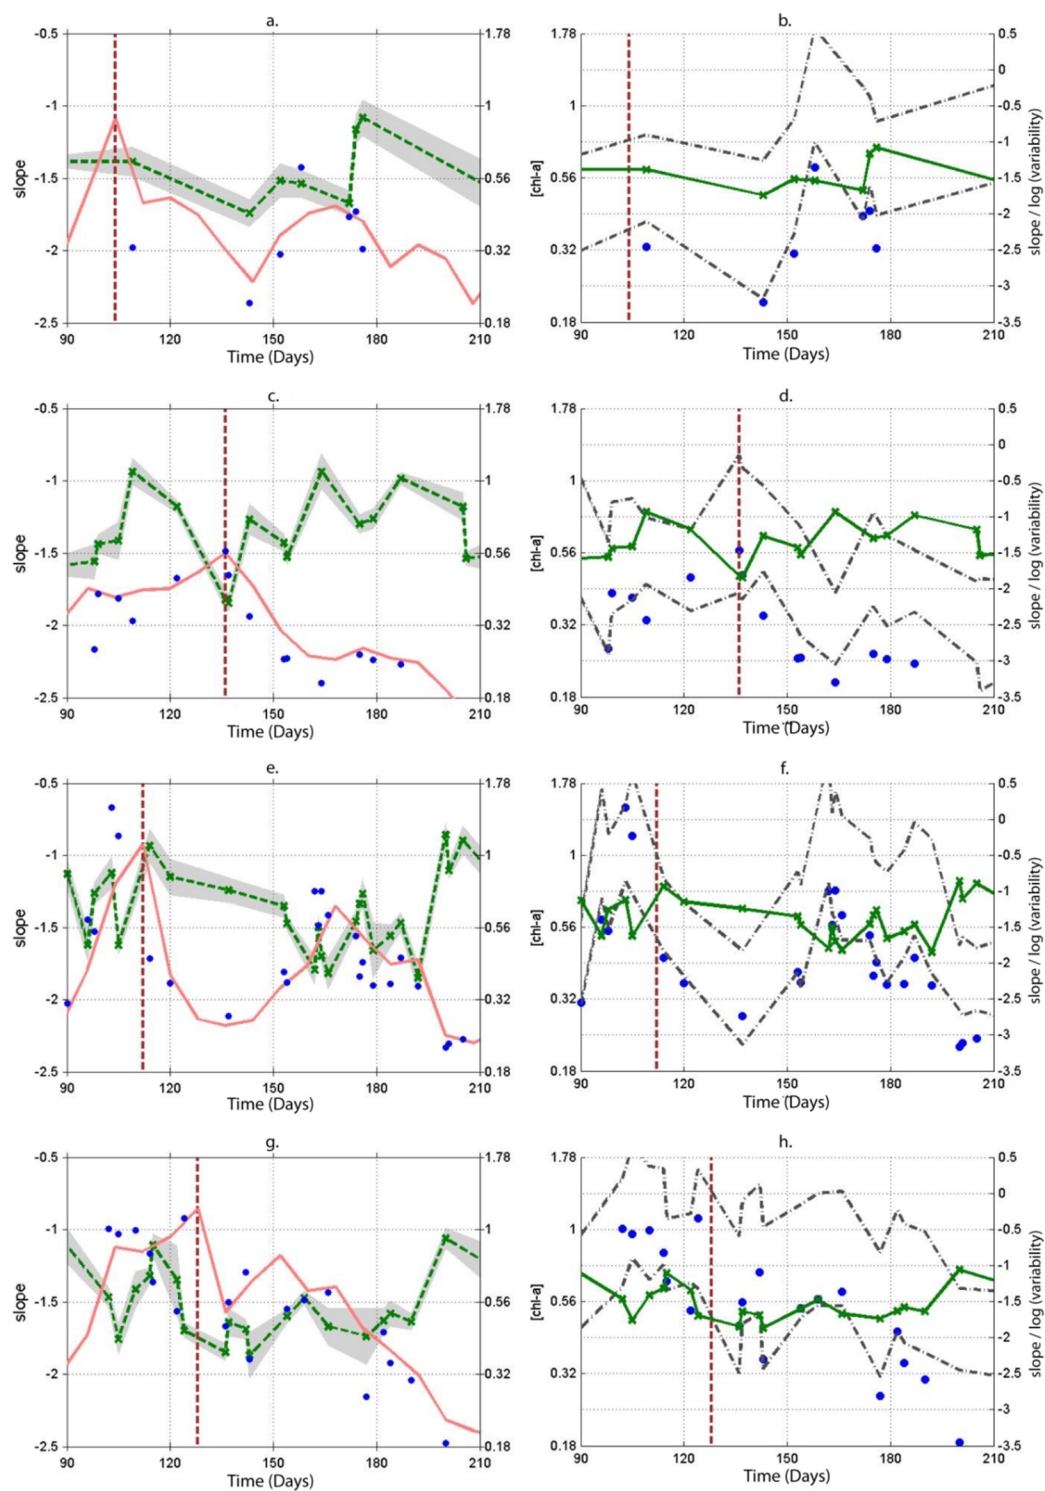 a.
b.
-0.5 1.78 1.78 0.5
0
-1 1 1 -0.5
-1
slope -1.5 0.56 [chl-a] 0.56 -1.5 slope / log (variability)
-2
-2 0.32 0.32 -2.5
-3
-2.5 0.18 0.18 -3.5
90 120 150 180 210 90 120 150 180 210
Time (Days) Time (Days)
c.
d.
-0.5 1.78 1.78 0.5
0
-1 1 1 -0.5
-1
slope -1.5 0.56 [chl-a] 0.56 -1.5 slope / log (variability)
-2
-2 0.32 0.32 -2.5
-3
-2.5 0.18 0.18 -3.5
90 120 150 180 210 90 120 150 180 210
Time (Days) Time (Days)
e.
f.
-0.5 1.78 1.78 0.5
0
-1 1 1 -0.5
-1
slope -1.5 0.56 [chl-a] 0.56 -1.5 slope / log (variability)
-2
-2 0.32 0.32 -2.5
-3
-2.5 0.18 0.18 -3.5
90 120 150 180 210 90 120 150 180 210
Time (Days) Time (Days)
g.
h.
-0.5 1.78 1.78 0.5
0
-1 1 1 -0.5
-1
slope -1.5 0.56 [chl-a] 0.56 -1.5 slope / log (variability)
-2
-2 0.32 0.32 -2.5
-3
-2.5 0.18 0.18 -3.5
90 120 150 180 210 90 120 150 180 210
Time (Days) Time (Days)